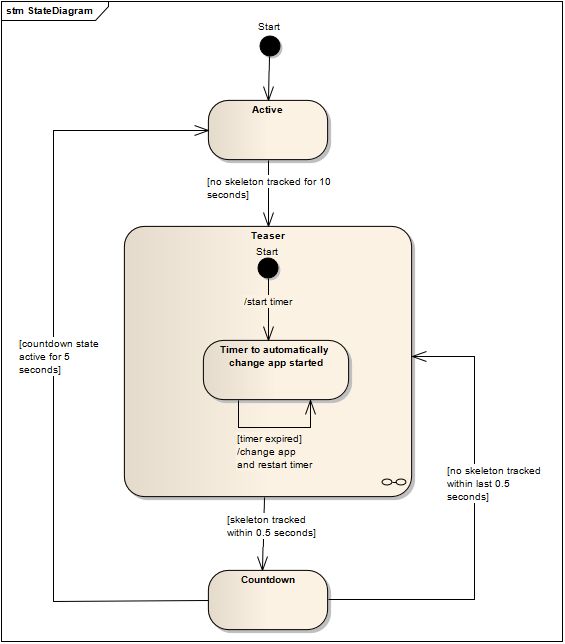 stm StateDiagram
Start
Active
[no skeleton tracked for 10
seconds]
Teaser
Start
/start timer
Timer to automatically
change app started
[timer expired]
/change app
and restart timer
[countdown state
active for 5
seconds]
[no skeleton tracked
within last 0.5
seconds]
[skeleton tracked
within 0.5 seconds]
Countdown